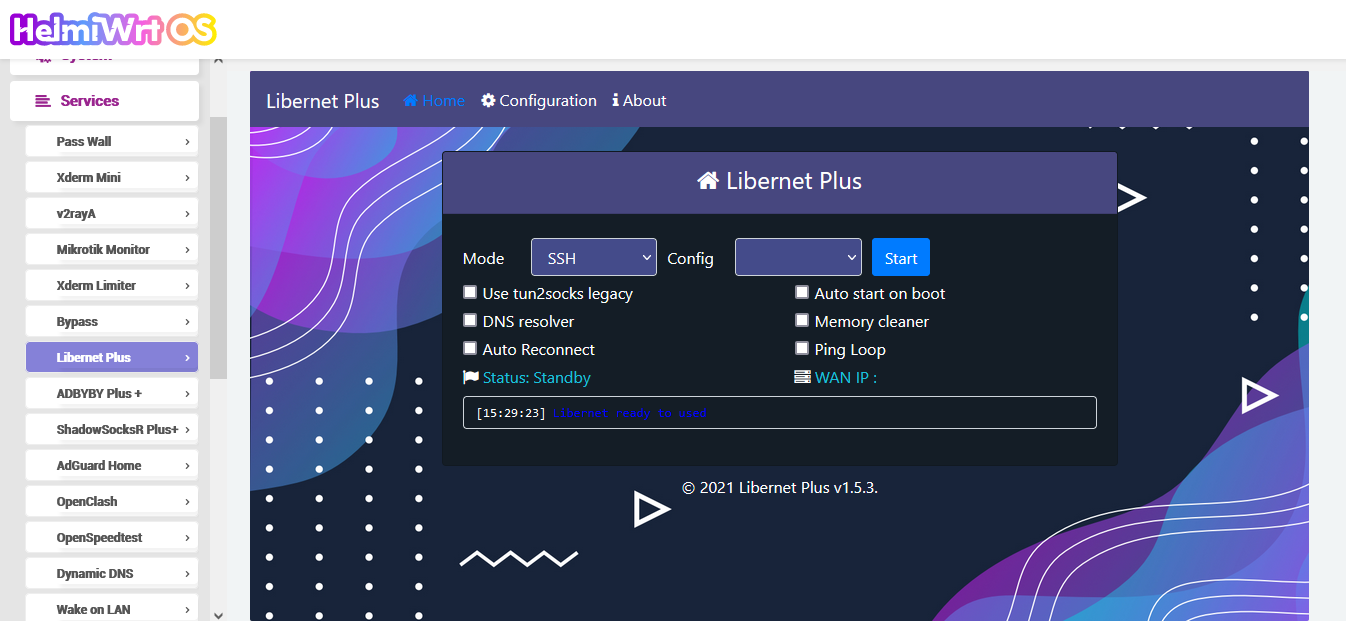 HelmiWrt OS
System
Services
Pass Wall
Xderm Mini
v2rayA
Mikrotik Monitor
Xderm Limiter
Bypass
Libernet Plus
ADBYBY Plus +
ShadowSocksR Plus+
AdGuard Home
OpenClash
OpenSpeedtest
Dynamic DNS
Wake on LAN
Libernet Plus Home Configuration About
Libernet Plus
Mode SSH Config Start
Use tun2socks legacy Auto start on boot
DNS resolver Memory cleaner
Auto Reconnect Ping Loop
Status: Standby WAN IP :
[15:29:23] Libernet ready to used
© 2021 Libernet Plus v1.5.3.